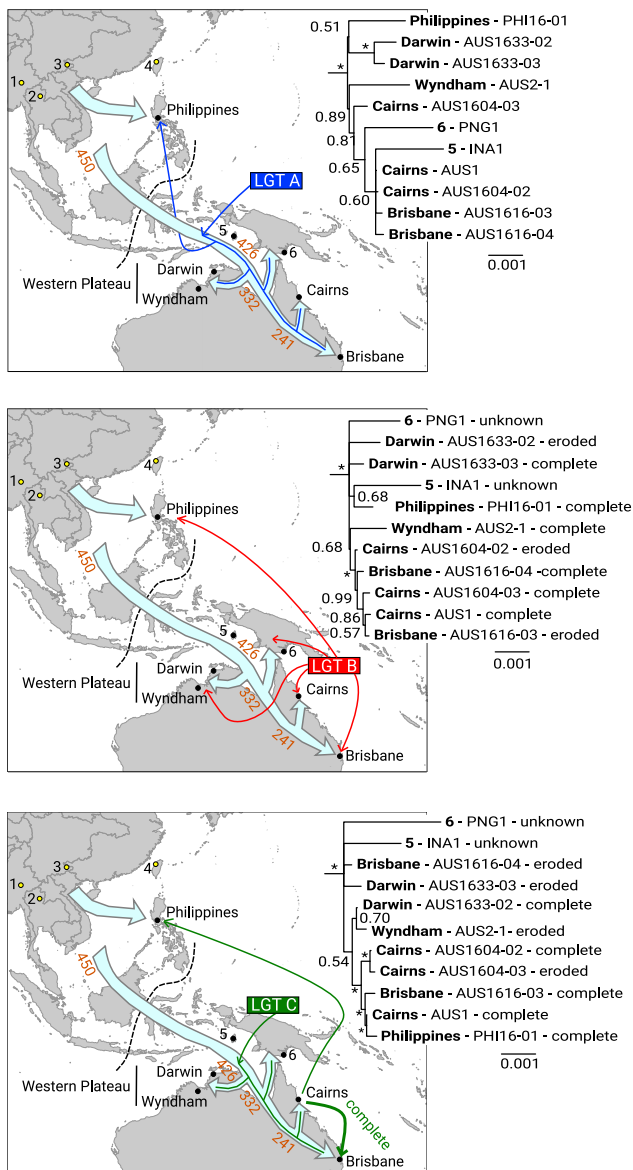 3
4
1
2
Philippines
450
LGT A
5
426
6
Western Plateau
Darwin
Wyndham
332
Cairns
241
Brisbane
0.51
Philippines - PHI16-01
*
Darwin - AUS1633-02
*
Darwin - AUS1633-03
Wyndham - AUS2-1
0.89
Cairns - AUS1604-03
0.81
6 - PNG1
5 - INA1
0.65
Cairns - AUS1
0.60
Cairns - AUS1604-02
Brisbane - AUS1616-03
Brisbane - AUS1616-04
0.001
3
4
1
2
Philippines
450
5
426
6
Western Plateau
Darwin
LGT B
Wyndham
332
Cairns
241
Brisbane
6 - PNG1 - unknown
Darwin - AUS1633-02 - eroded
*
Darwin - AUS1633-03 - complete
5 - INA1 - unknown
0.68
Philippines - PHI16-01 - complete
Wyndham - AUS2-1 - complete
0.68
Cairns - AUS1604-02 - eroded
*
Brisbane - AUS1616-04 - complete
0.99
Cairns - AUS1604-03 - complete
0.86
Cairns - AUS1 - complete
0.57
Brisbane - AUS1616-03 - eroded
0.001
3
4
1
2
Philippines
450
LGT C
5
426
6
Western Plateau
Darwin
Wyndham
332
Cairns
complete
241
Brisbane
6 - PNG1 - unknown
5 - INA1 - unknown
*
Brisbane - AUS1616-04 - eroded
Darwin - AUS1633-03 - eroded
Darwin - AUS1633-02 - complete
0.70
Wyndham - AUS2-1 - eroded
0.54
*
Cairns - AUS1604-02 - complete
Cairns - AUS1604-03 - eroded
*
Brisbane - AUS1616-03 - complete
*
Cairns - AUS1 - complete
*
Philippines - PHI16-01 - complete
0.001